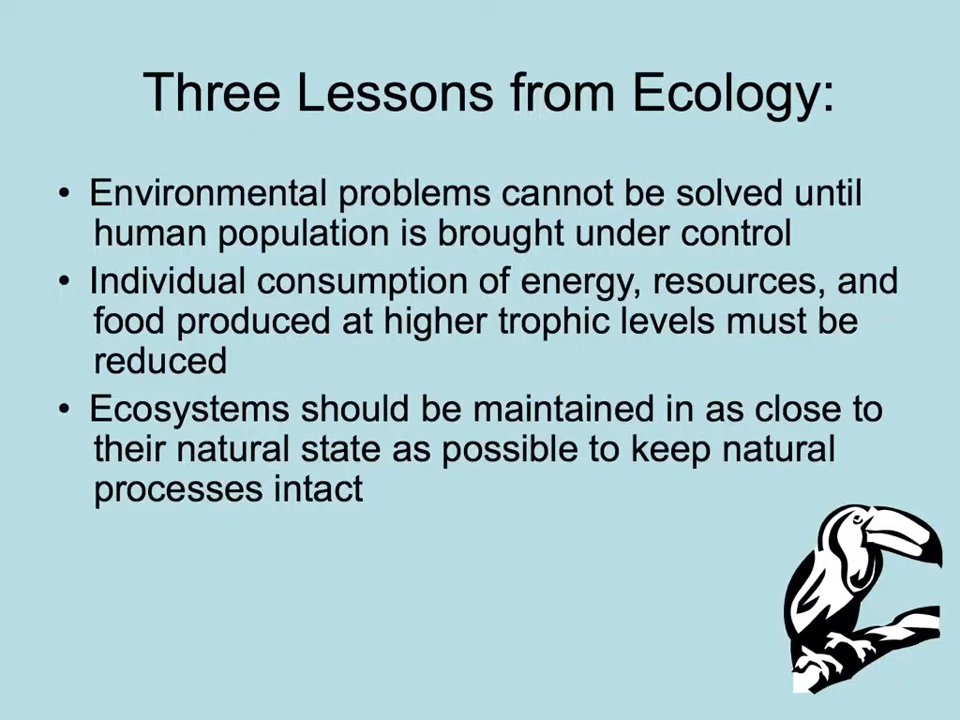 Three Lessons from Ecology:
• Environmental problems cannot be solved until
human population is brought under control
• Individual consumption of energy, resources, and
food produced at higher trophic levels must be
reduced
• Ecosystems should be maintained in as close to
their natural state as possible to keep natural
processes intact